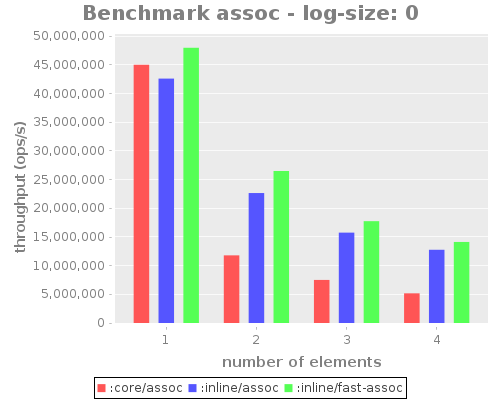 Benchmark assoc - log-size: 0
throughput (ops/s)
50,000,000
45,000,000
40,000,000
35,000,000
30,000,000
25,000,000
20,000,000
15,000,000
10,000,000
5,000,000
0
1 2 3 4
number of elements
:core/assoc :inline/assoc :inline/fast-assoc